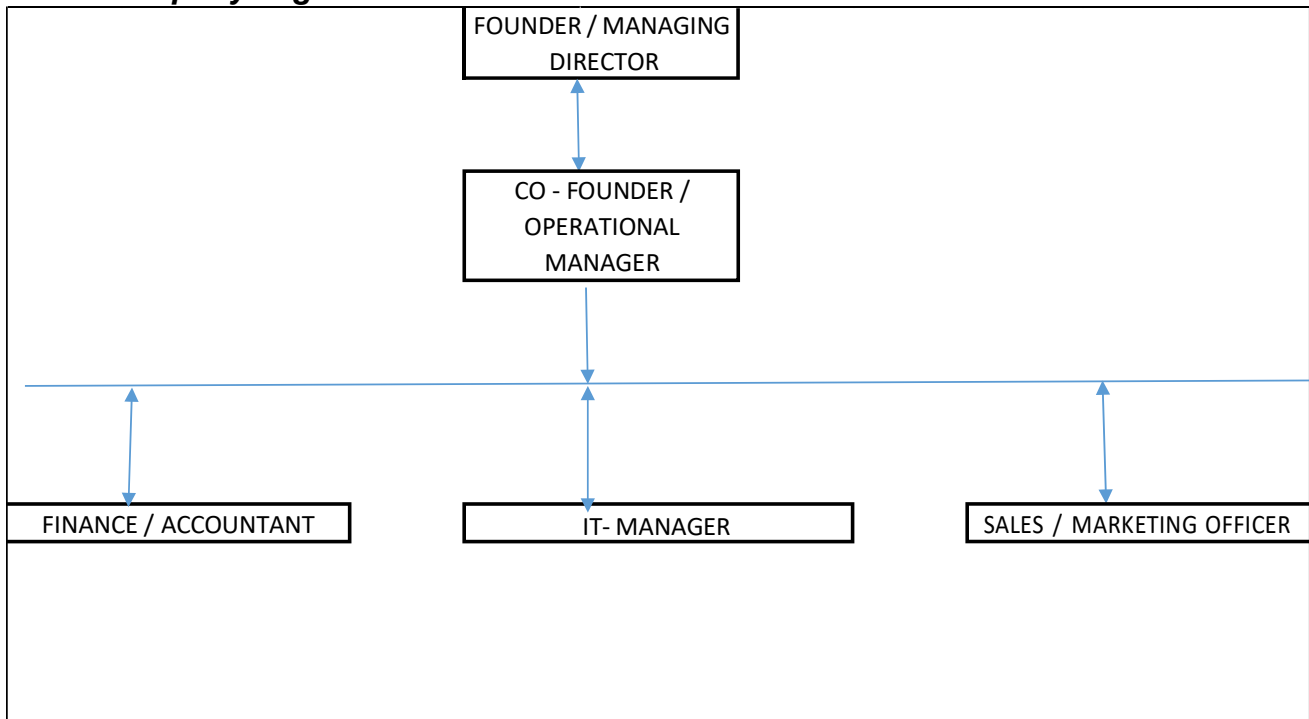 FOUNDER / MANAGING
DIRECTOR
CO - FOUNDER /
OPERATIONAL
MANAGER
FINANCE / ACCOUNTANT
IT- MANAGER
SALES / MARKETING OFFICER